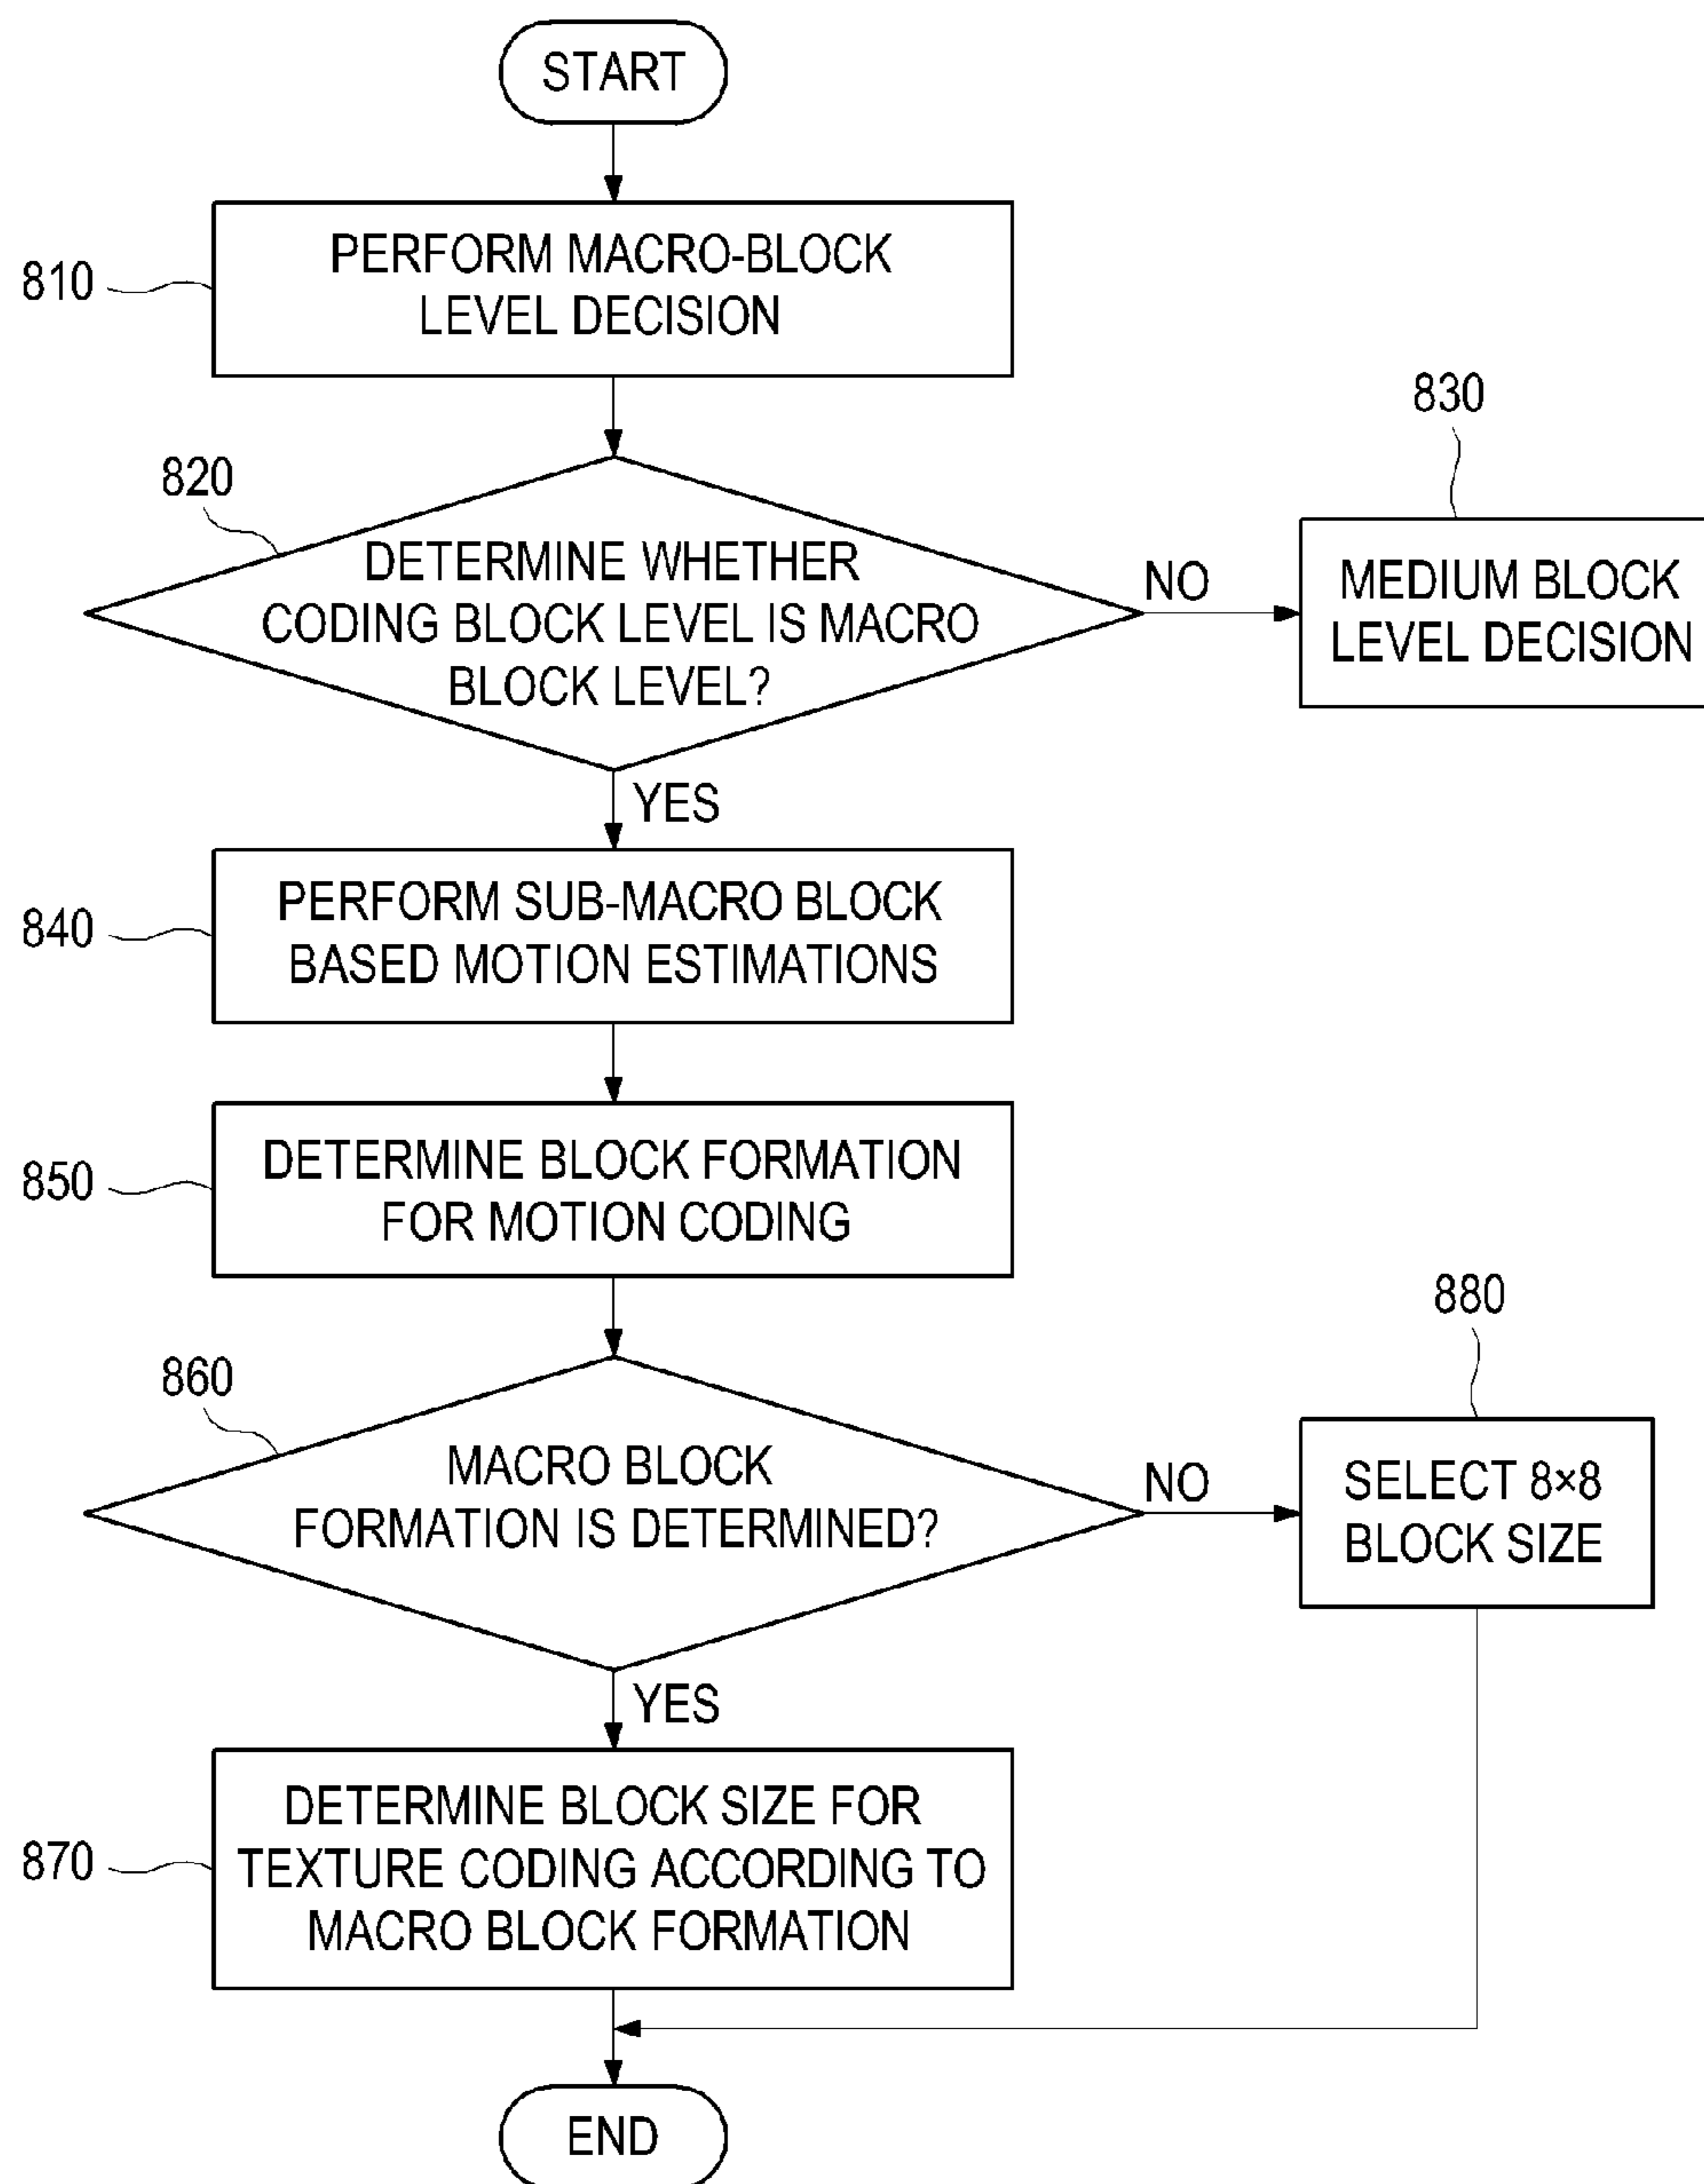 START
810
PERFORM MACRO-BLOCK
LEVEL DECISION
820
DETERMINE WHETHER
CODING BLOCK LEVEL IS MACRO
BLOCK LEVEL?
NO
830
MEDIUM BLOCK
LEVEL DECISION
YES
840
PERFORM SUB-MACRO BLOCK
BASED MOTION ESTIMATIONS
850
DETERMINE BLOCK FORMATION
FOR MOTION CODING
860
MACRO BLOCK
FORMATION IS DETERMINED?
NO
880
SELECT 8×8
BLOCK SIZE
YES
870
DETERMINE BLOCK SIZE FOR
TEXTURE CODING ACCORDING TO
MACRO BLOCK FORMATION
END